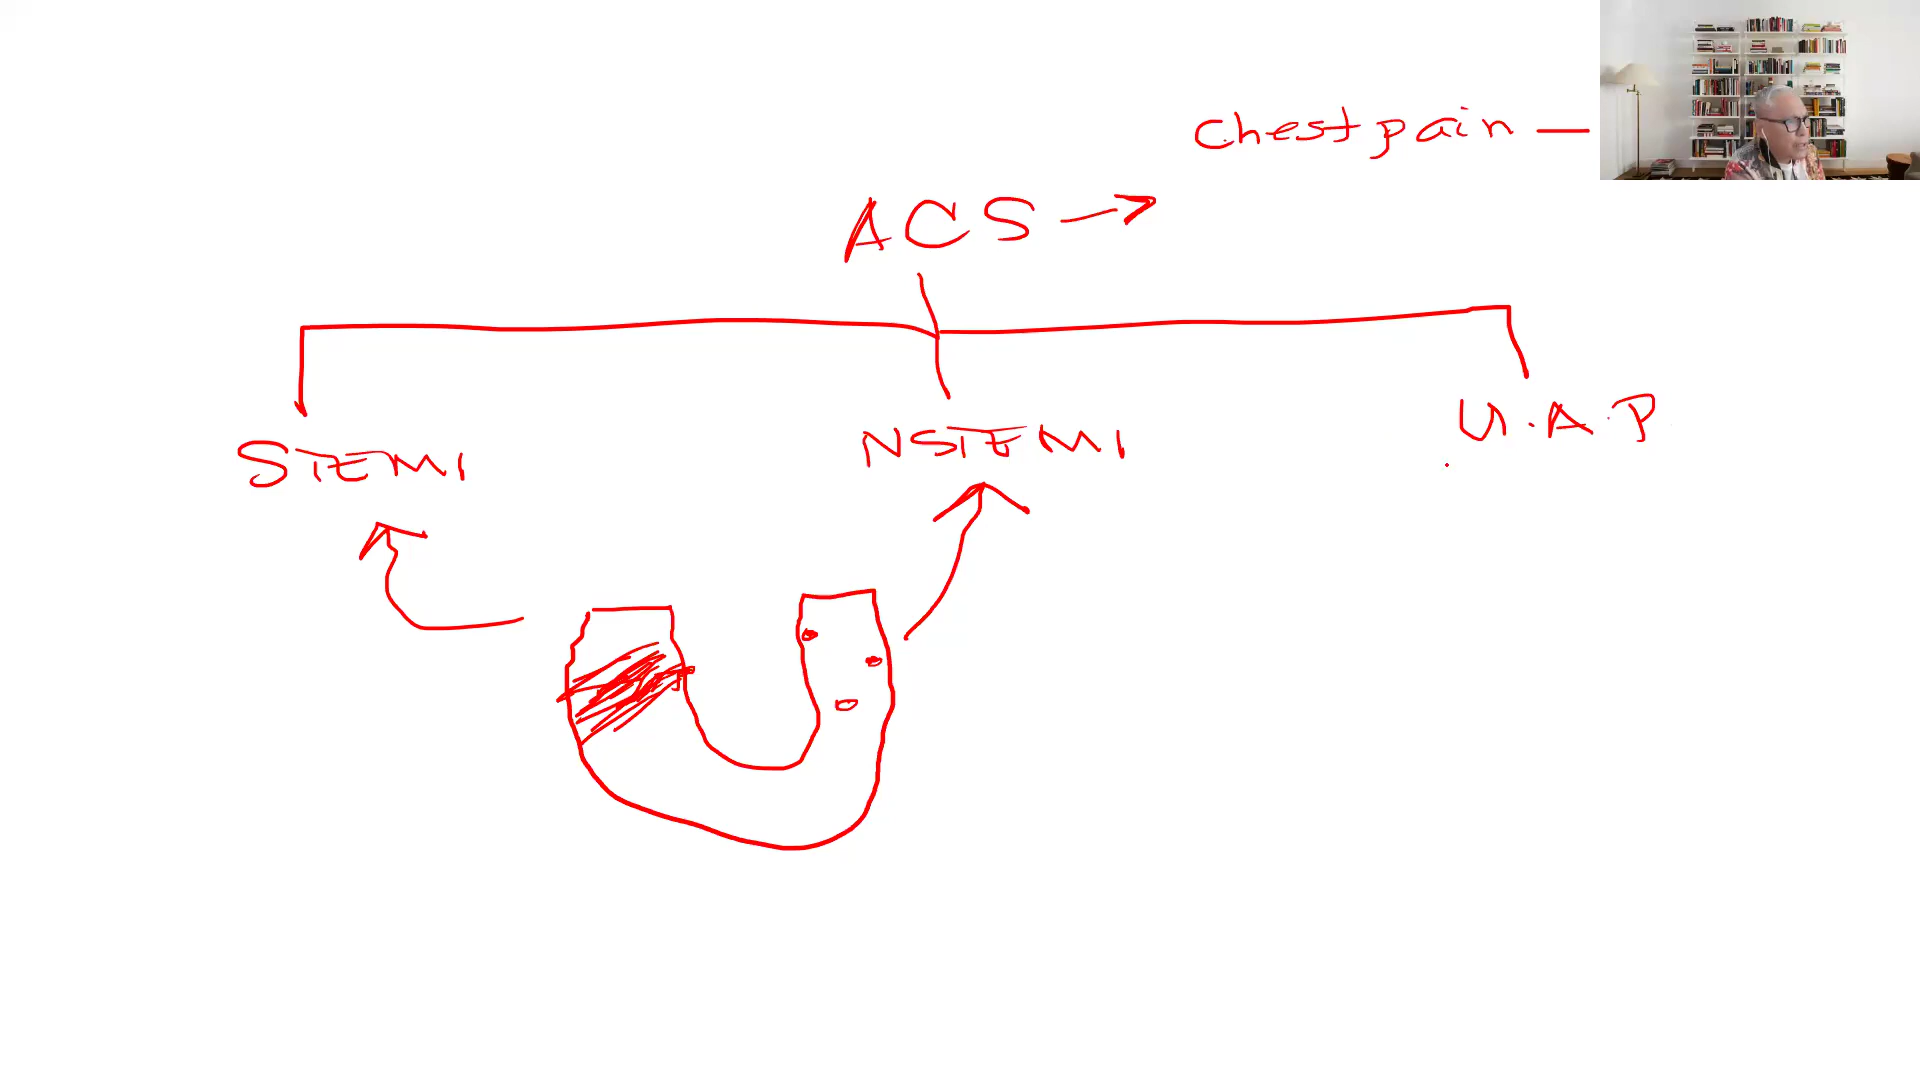 Chest pain —
ACS →
STEMI NSTEMI U.A.P